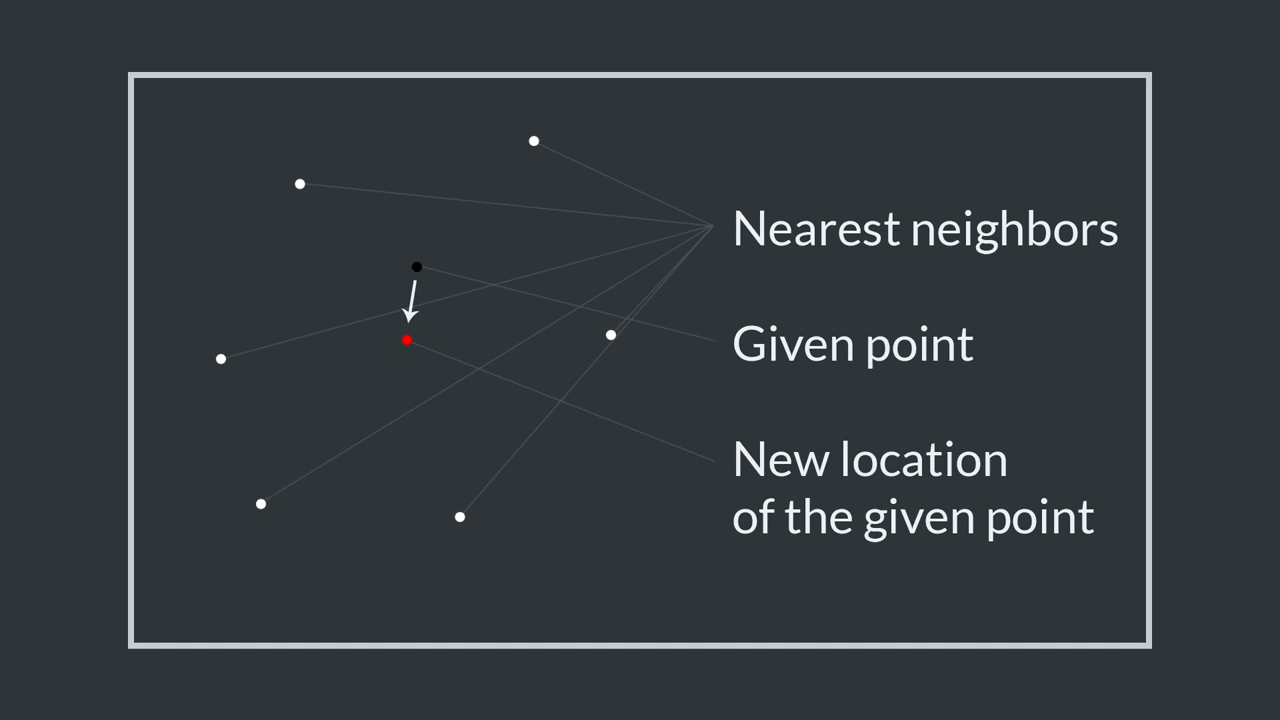 Nearest neighbors
Given point
New location
of the given point